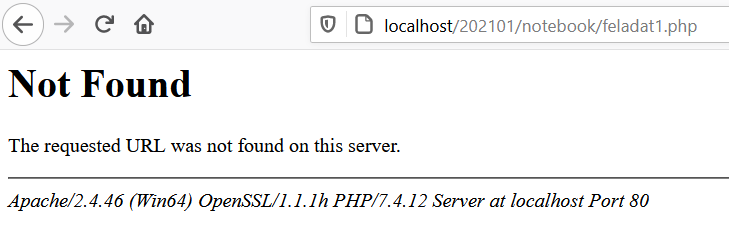 localhost/202101/notebook/feladat1.php
Not Found
The requested URL was not found on this server.
Apache/2.4.46 (Win64) OpenSSL/1.1.1h PHP/7.4.12 Server at localhost Port 80